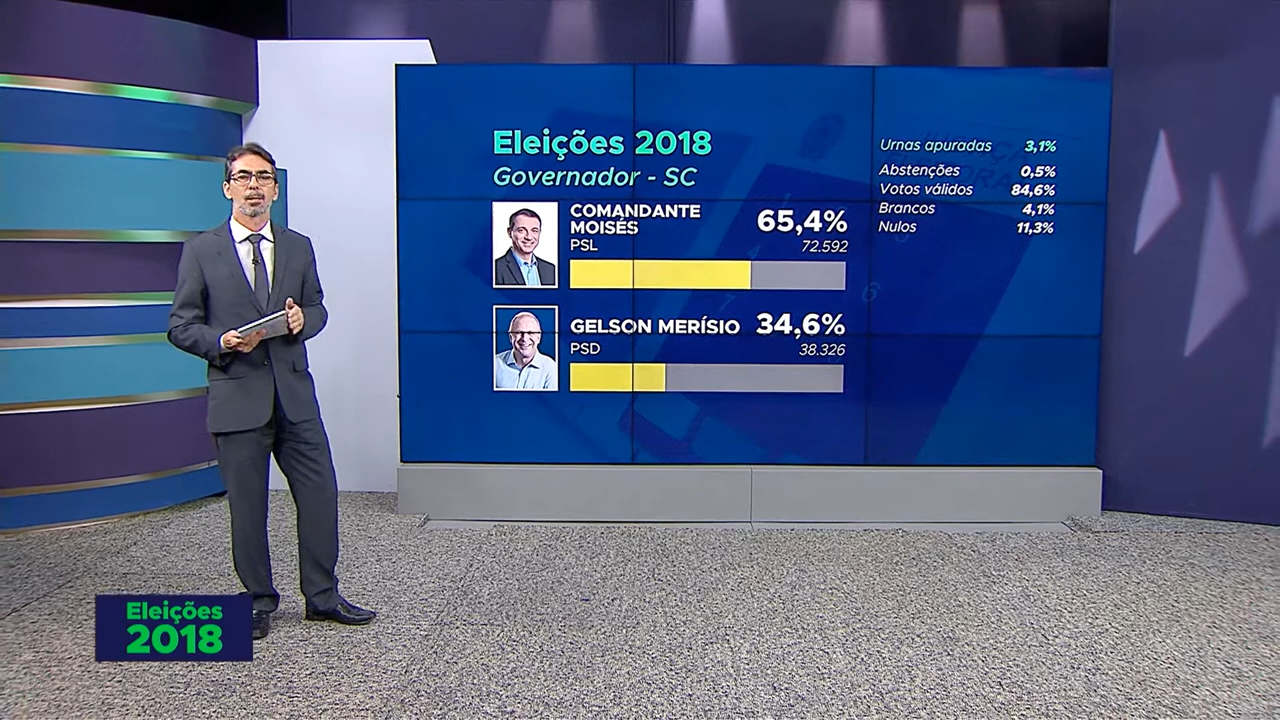 Eleições 2018
Governador - SC
COMANDANTE
MOISÉS
65,4%
PSL
72.592
GELSON MERÍSIO
34,6%
PSD
38.326
Urnas apuradas 3,1%
Abstenções 0,5%
Votos válidos 84,6%
Brancos 4,1%
Nulos 11,3%
Eleições
2018